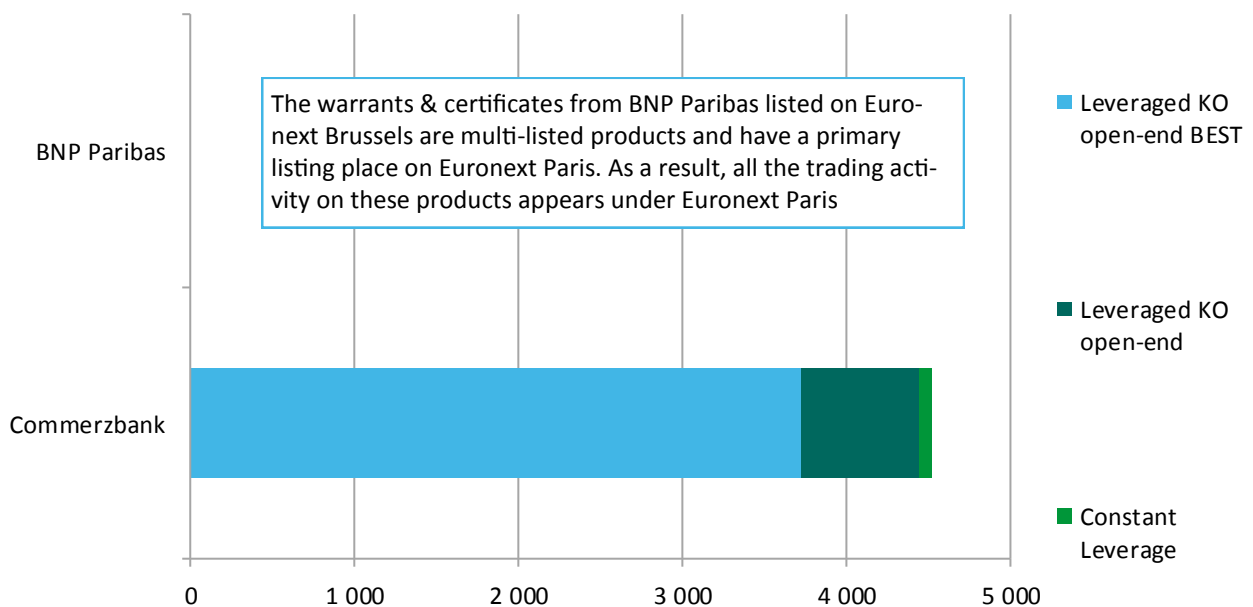 The warrants & certificates from BNP Paribas listed on Euro-
next Brussels are multi-listed products and have a primary
listing place on Euronext Paris. As a result, all the trading acti-
vity on these products appears under Euronext Paris
BNP Paribas
Commerzbank
0 1 000 2 000 3 000 4 000 5 000
Leveraged KO
open-end BEST
Leveraged KO
open-end
Constant
Leverage